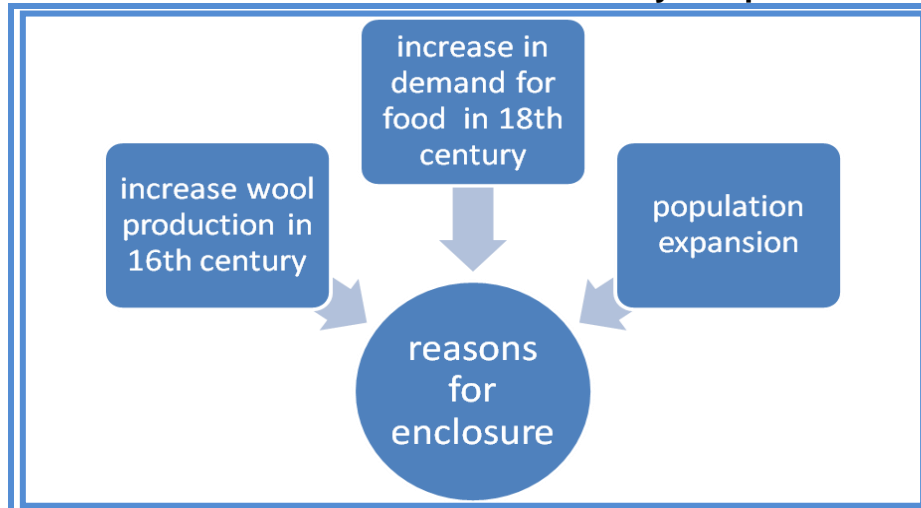 increase in
demand for
food in 18th
century
increase wool
production in
16th century
population
expansion
reasons
for
enclosure